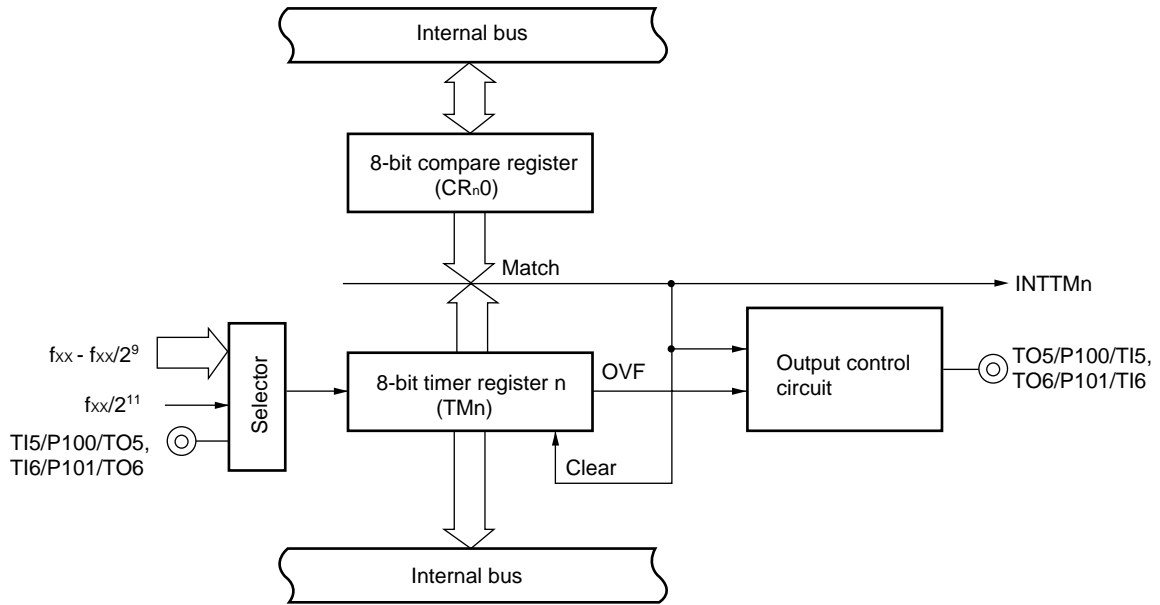 Internal bus
8-bit compare register
(CRn0)
Match
INTTMn
fXX - fXX/2⁹
fXX/2¹¹
TI5/P100/TO5,
TI6/P101/TO6
Selector
8-bit timer register n
(TMn)
OVF
Clear
Output control
circuit
TO5/P100/TI5,
TO6/P101/TI6
Internal bus